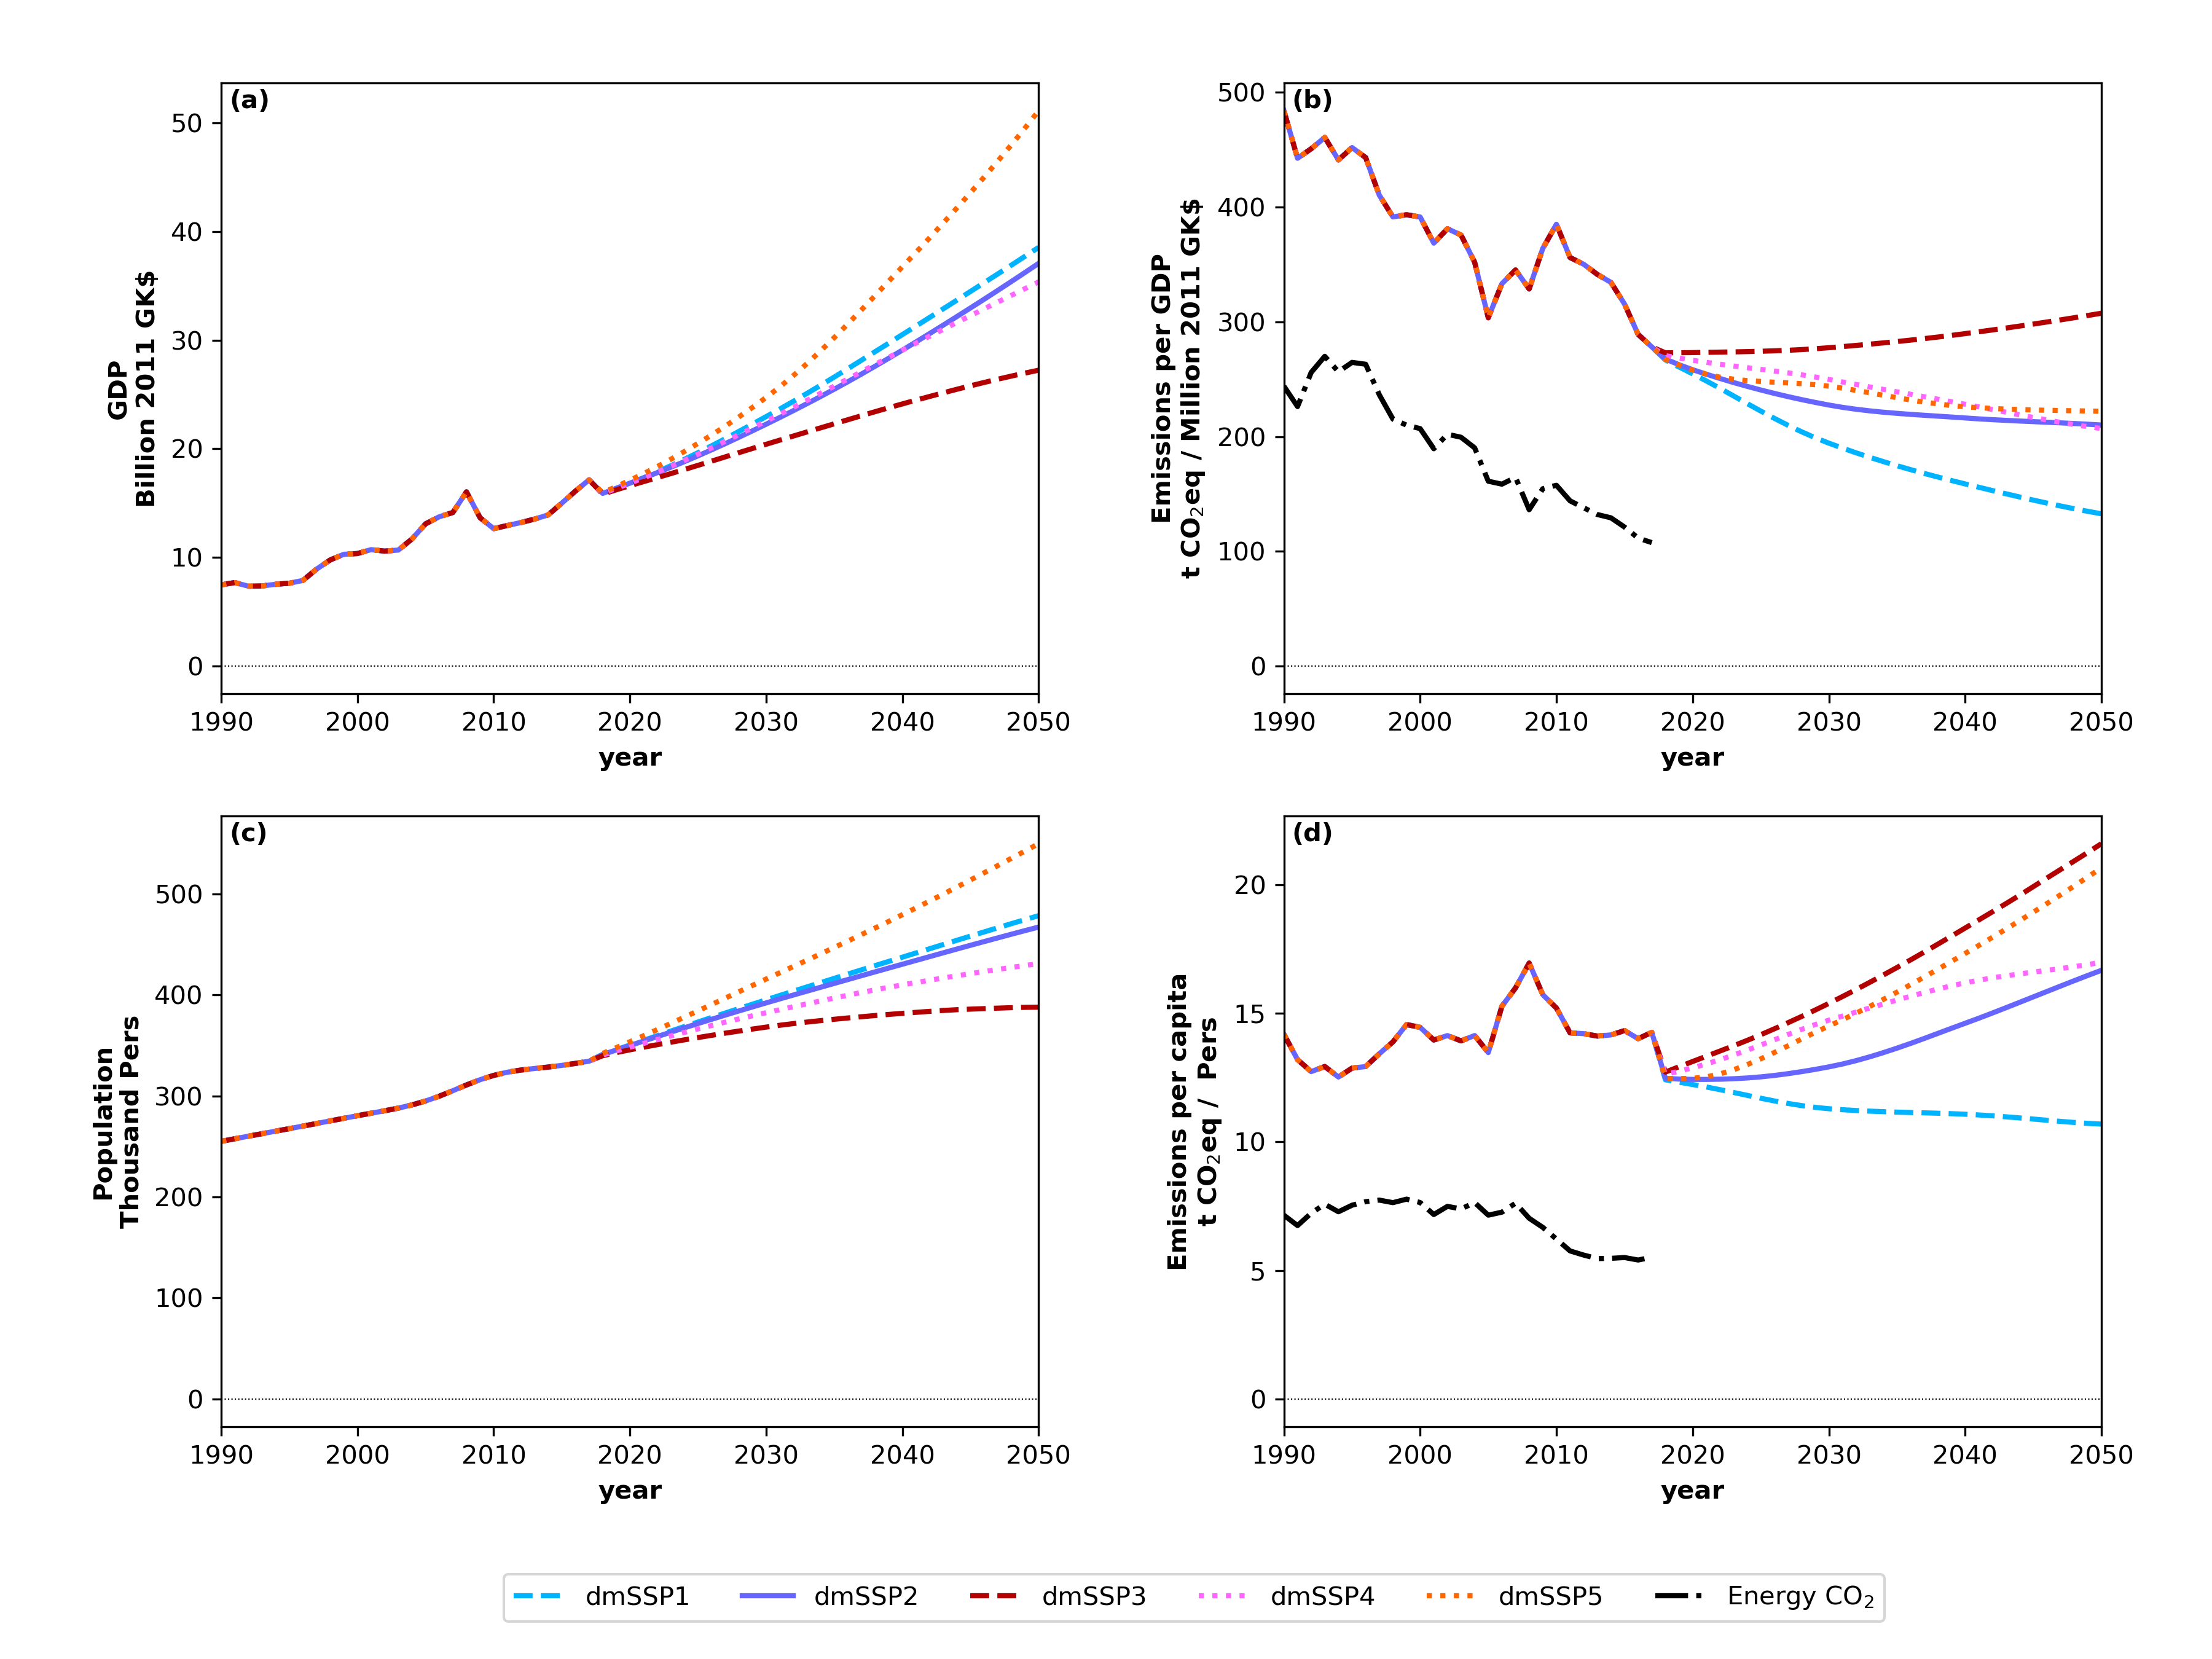 (a)
50
40
30
20
10
0
GDP
Billion 2011 GK$
1990 2000 2010 2020 2030 2040 2050
year
(b)
500
400
300
200
100
0
Emissions per GDP
t CO₂eq / Million 2011 GK$
1990 2000 2010 2020 2030 2040 2050
year
(c)
500
400
300
200
100
0
Population
Thousand Pers
1990 2000 2010 2020 2030 2040 2050
year
(d)
20
15
10
5
0
Emissions per capita
t CO₂eq / Pers
1990 2000 2010 2020 2030 2040 2050
year
dmSSP1 dmSSP2 dmSSP3 dmSSP4 dmSSP5 Energy CO₂